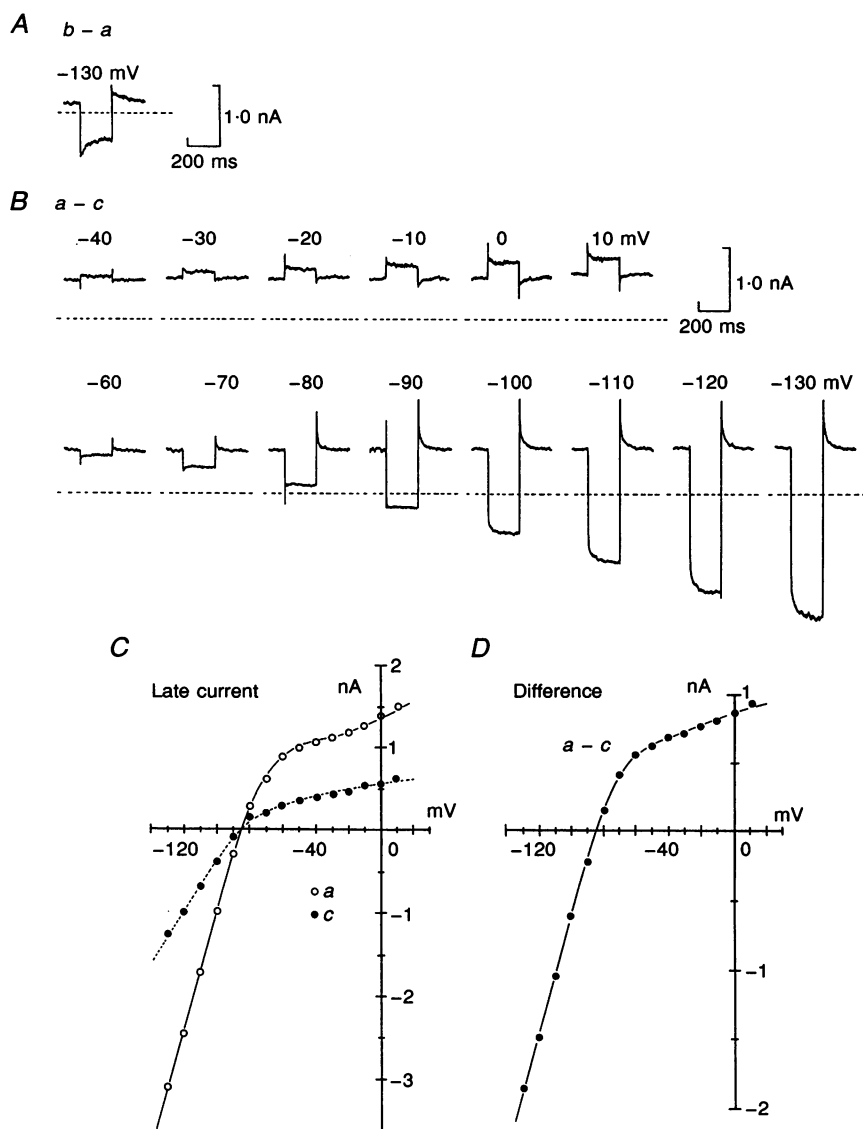 A b – a
−130 mV
1·0 nA
200 ms
B a – c
−40 −30 −20 −10 0 10 mV
1·0 nA
200 ms
−60 −70 −80 −90 −100 −110 −120 −130 mV
C
Late current
nA
2
1
mV
−120 −40 0
a
c
−1
−2
−3
D
Difference
nA
1
a – c
mV
−120 −40 0
−1
−2